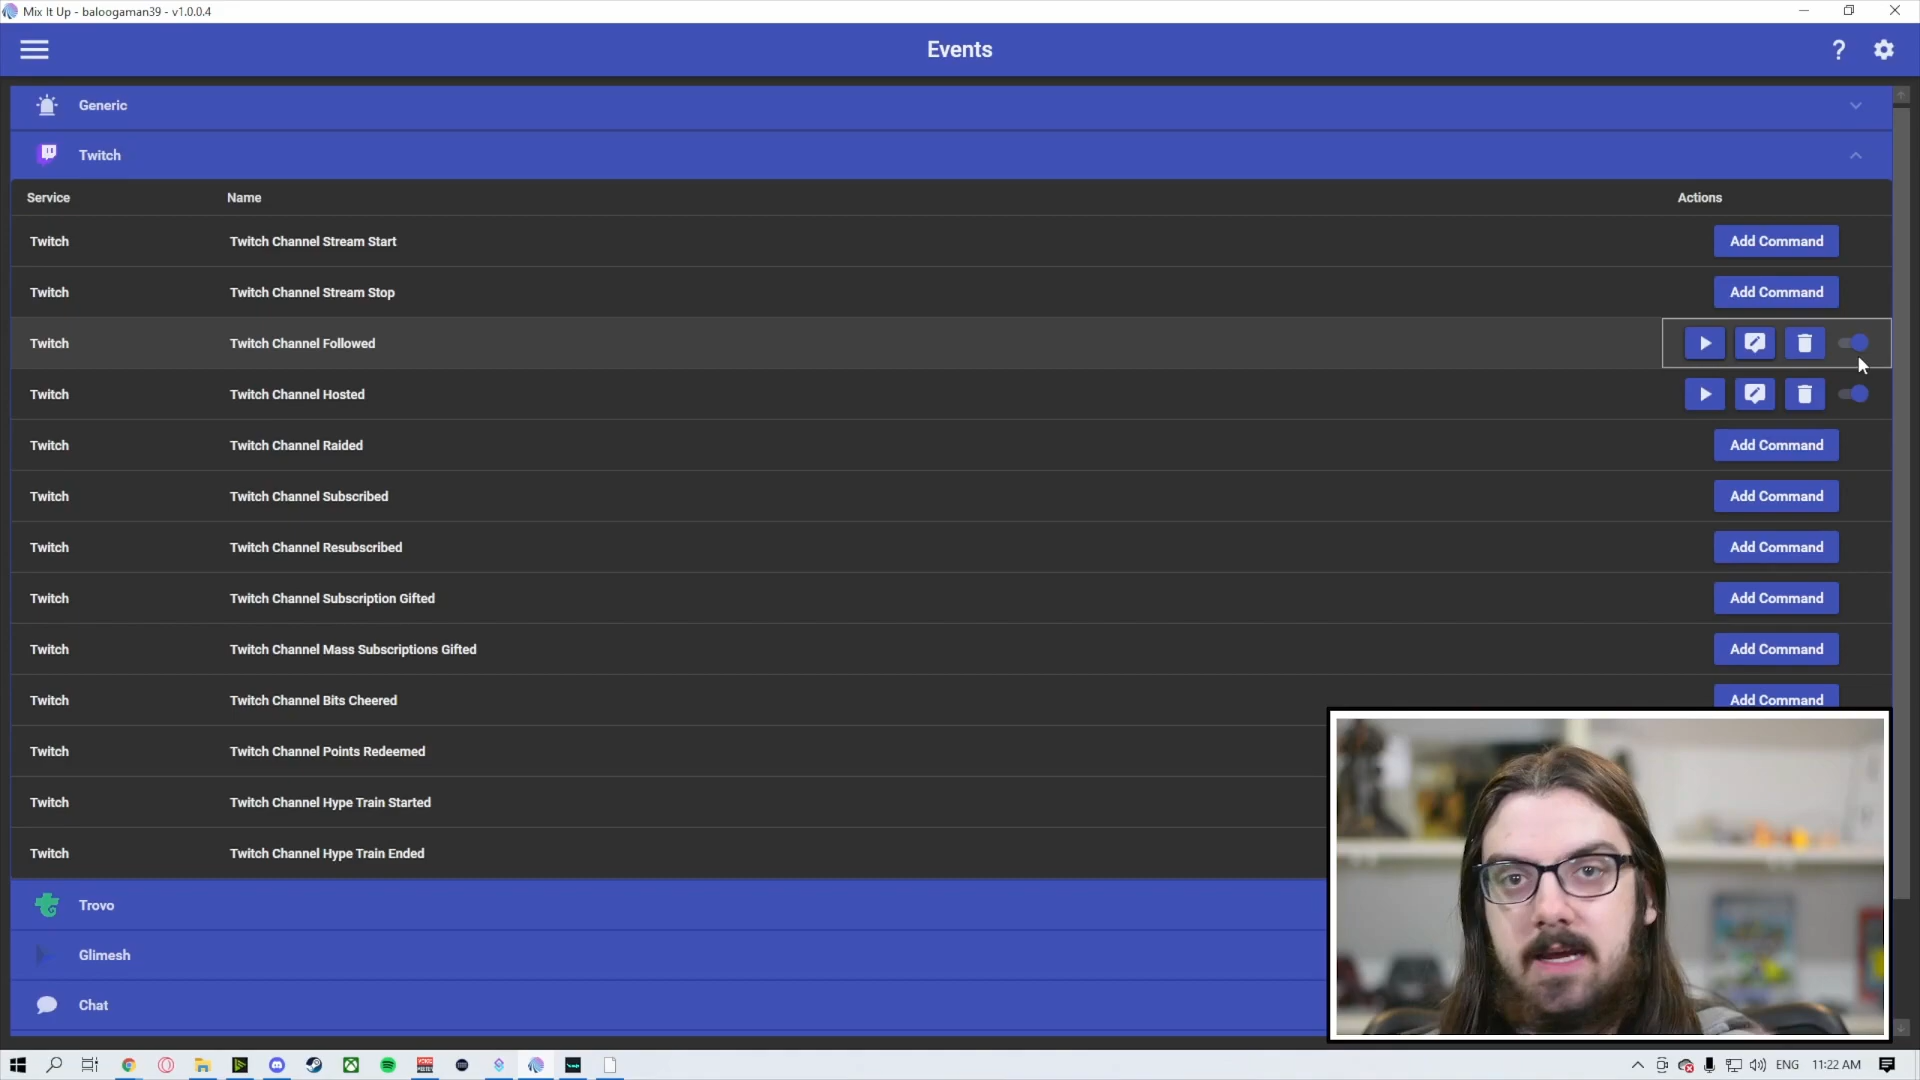 Mix It Up - baloogaman39 - v1.0.0.4
Events
?
Generic
Twitch
Service Name Actions
Twitch Twitch Channel Stream Start Add Command
Twitch Twitch Channel Stream Stop Add Command
Twitch Twitch Channel Followed
Twitch Twitch Channel Hosted
Twitch Twitch Channel Raided Add Command
Twitch Twitch Channel Subscribed Add Command
Twitch Twitch Channel Resubscribed Add Command
Twitch Twitch Channel Subscription Gifted Add Command
Twitch Twitch Channel Mass Subscriptions Gifted Add Command
Twitch Twitch Channel Bits Cheered Add Command
Twitch Twitch Channel Points Redeemed
Twitch Twitch Channel Hype Train Started
Twitch Twitch Channel Hype Train Ended
Trovo
Glimesh
Chat
ENG 11:22 AM